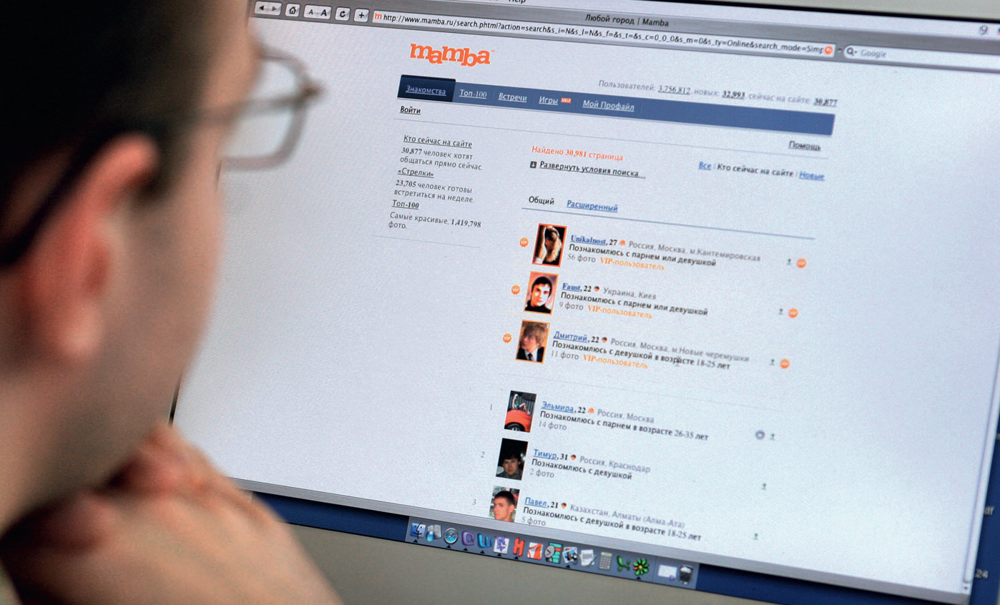 Help
Любой город | Mamba
A A
http://www.mamba.ru/search.phtml?action=search&s_i=N&s_l=N&s_f=&s_t=&s_c=0_0_0&s_m=0&s_ty=Online&search_mode=Simp
Google
mamba
Пользователей: 3,756,812, новых: 32,993, сейчас на сайте: 30,877
Знакомства Топ-100 Встречи Игры Мой Профайл
Войти
Помощь
Кто сейчас на сайте
30,877 человек хотят
общаться прямо сейчас.
«Стрелки»
23,705 человек готовы
встретиться на неделе.
Топ-100
Самые красивые, 1,419,798
фото.
Найдено 30,981 страница
Развернуть условия поиска...
Все | Кто сейчас на сайте | Новые
Общий Расширенный
Unikalnost, 27 Россия, Москва, м.Кантемировская
Познакомлюсь с парнем или девушкой
56 фото VIP-пользователь
Faust, 22 Украина, Киев
Познакомлюсь с парнем или девушкой
9 фото VIP-пользователь
Дмитрий, 22 Россия, Москва, м.Новые черемушки
Познакомлюсь с девушкой в возрасте 18-25 лет
11 фото VIP-пользователь
1 Эльмира, 22 Россия, Москва
Познакомлюсь с парнем в возрасте 26-35 лет
14 фото
2 Тимур, 31 Россия, Краснодар
Познакомлюсь с девушкой
2 фото
3 Павел, 21 Казахстан, Алматы (Алма-Ата)
Познакомлюсь с девушкой в возрасте 18-25 лет
5 фото
df
24